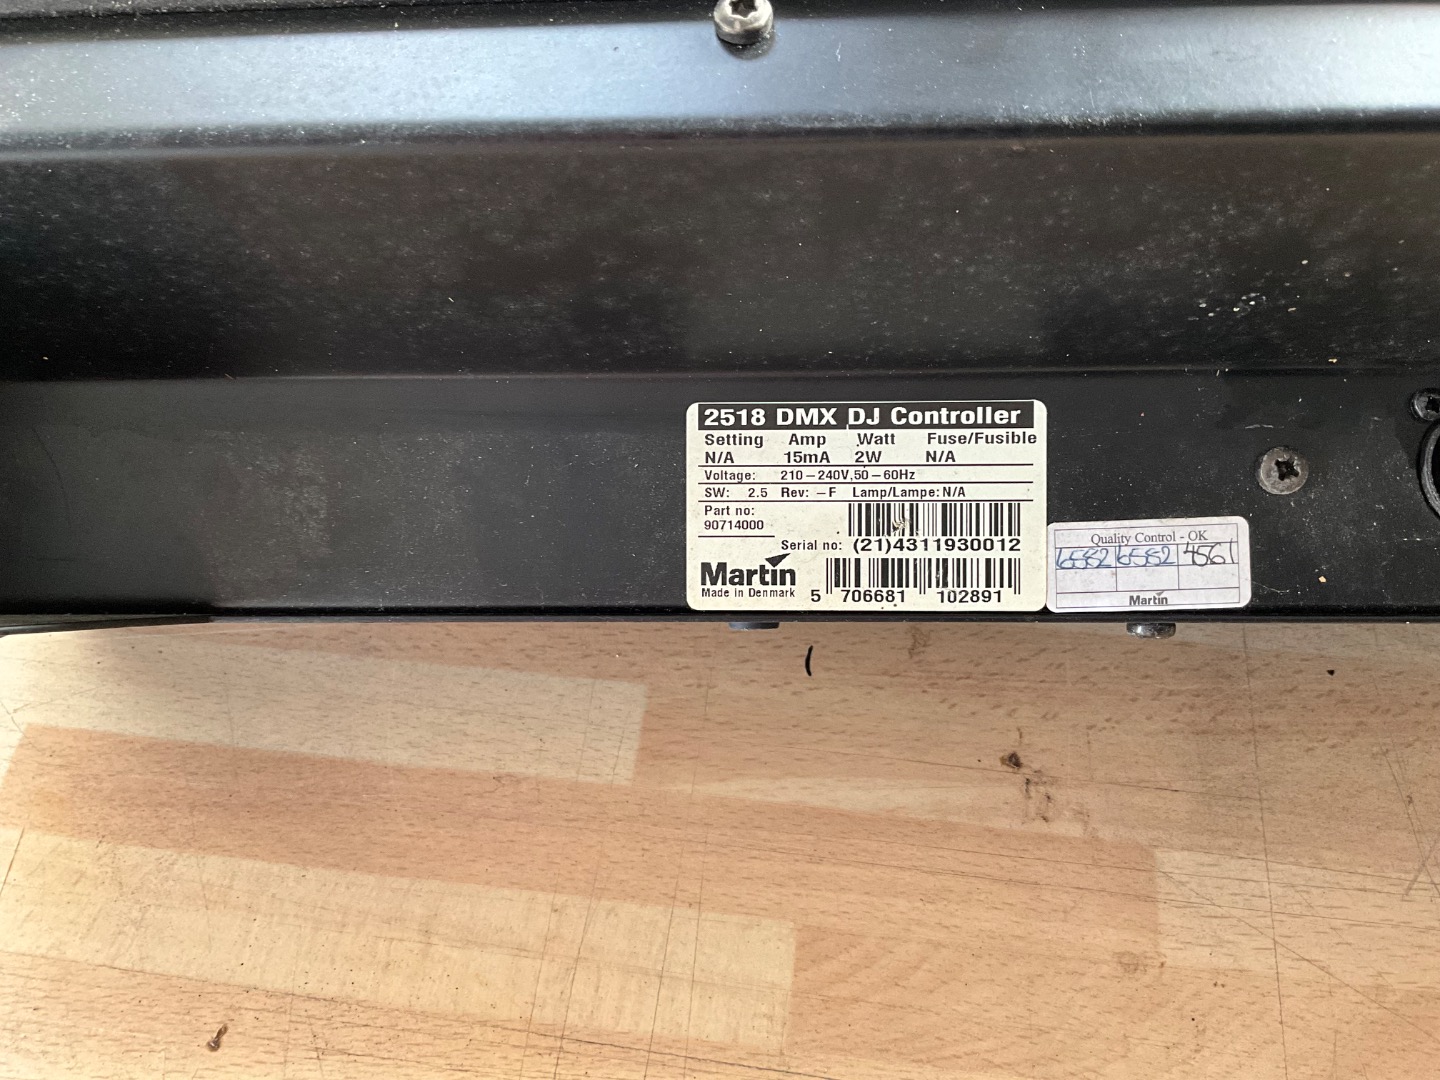 2518 DMX DJ Controller
Setting Amp Watt Fuse/Fusible
N/A 15mA 2W N/A
Voltage: 210–240V,50–60Hz
SW: 2.5 Rev: –F Lamp/Lampe: N/A
Part no:
90714000
Serial no: (21)4311930012
Martin
Made in Denmark
5 706681 102891
Quality Control - OK
6582 6582 4561
Martin